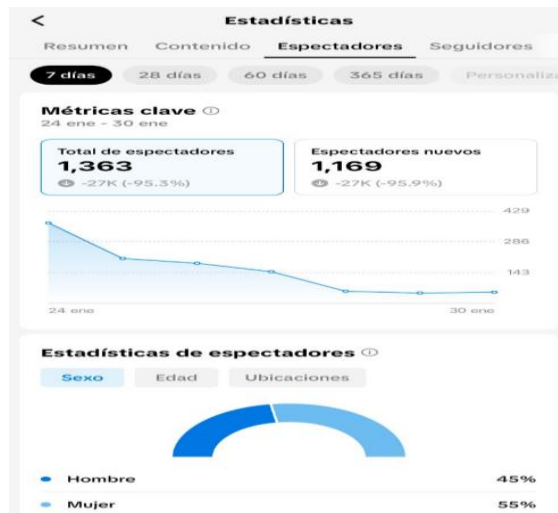 Estadísticas
Resumen Contenido Espectadores Seguidores
7 días 28 días 60 días 365 días Personaliza
Métricas clave
24 ene - 30 ene
Total de espectadores Espectadores nuevos
1,363 1,169
-27K (-95.3%) -27K (-95.9%)
429
286
143
24 ene 30 ene
Estadísticas de espectadores
Sexo Edad Ubicaciones
Hombre 45%
Mujer 55%